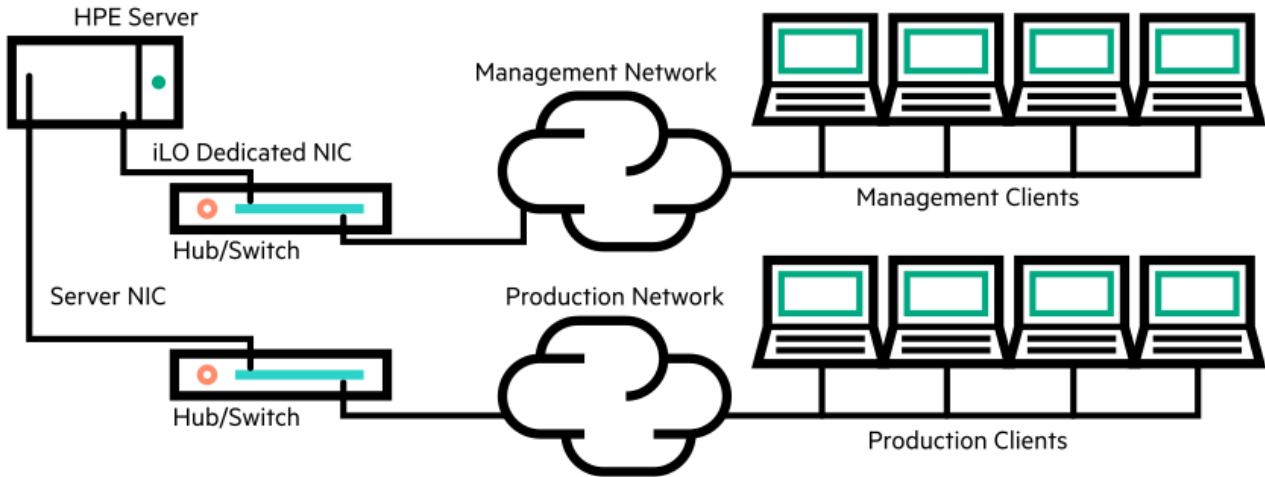 HPE Server
Management Network
iLO Dedicated NIC
Management Clients
Hub/Switch
Server NIC
Production Network
Hub/Switch
Production Clients